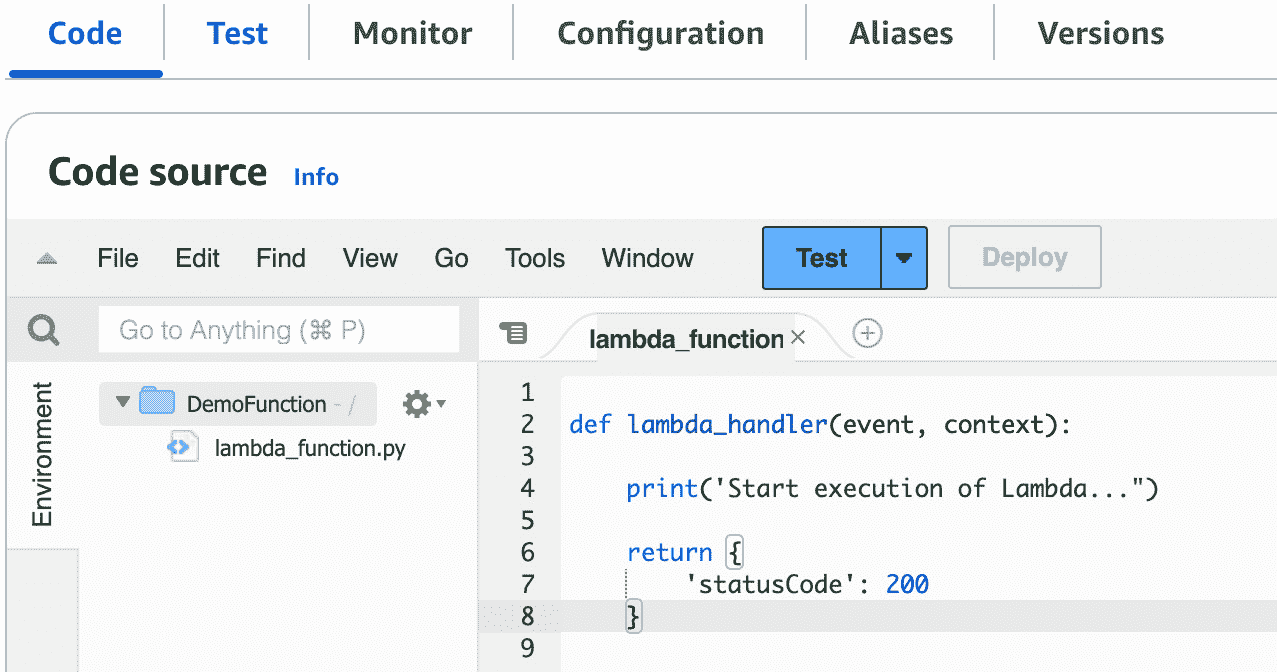 Code Test Monitor Configuration Aliases Versions
Code source Info
File Edit Find View Go Tools Window Test Deploy
Go to Anything (⌘ P)
lambda_function
Environment
DemoFunction - /
lambda_function.py
1
2 def lambda_handler(event, context):
3
4     print('Start execution of Lambda...")
5
6     return {
7         'statusCode': 200
8     }
9